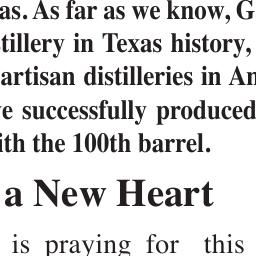 as. As far as we know, G
tillery in Texas history,
artisan distilleries in An
e successfully produced
ith the 100th barrel.
a New Heart
is praying for this